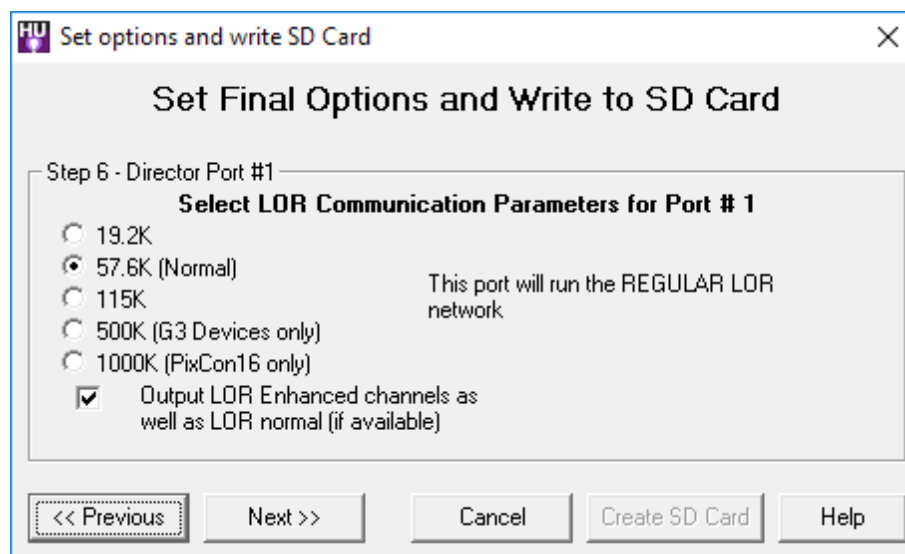 HU Set options and write SD Card
Set Final Options and Write to SD Card
Step 6 - Director Port #1
Select LOR Communication Parameters for Port # 1
19.2K
57.6K (Normal)
115K
500K (G3 Devices only)
1000K (PixCon16 only)
This port will run the REGULAR LOR
network
Output LOR Enhanced channels as
well as LOR normal (if available)
<< Previous
Next >>
Cancel
Create SD Card
Help